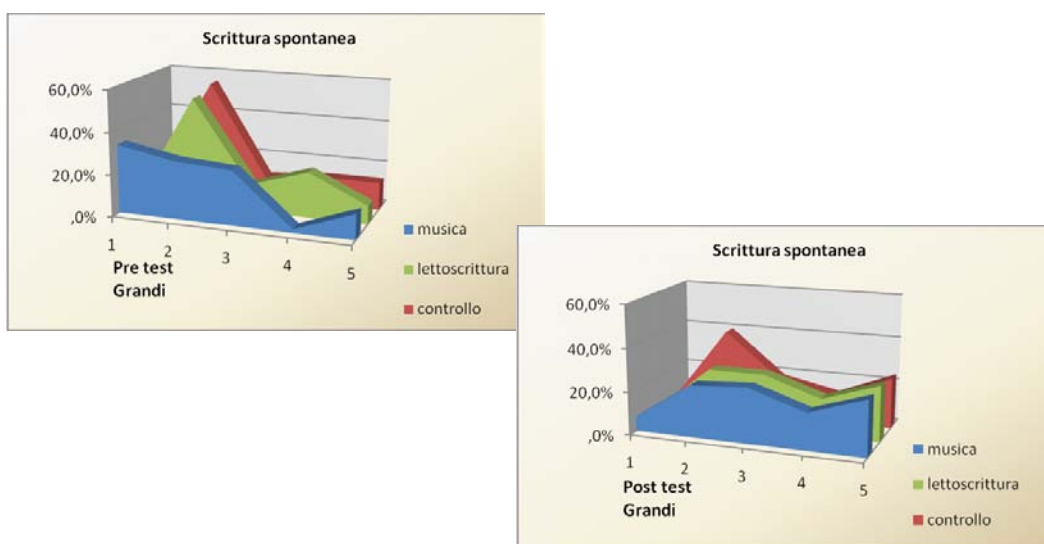 Scrittura spontanea
60,0%
40,0%
20,0%
,0%
1
2
3
4
5
Pre test
Grandi
musica
lettoscrittura
controllo
Scrittura spontanea
60,0%
40,0%
20,0%
,0%
1
2
3
4
5
Post test
Grandi
musica
lettoscrittura
controllo